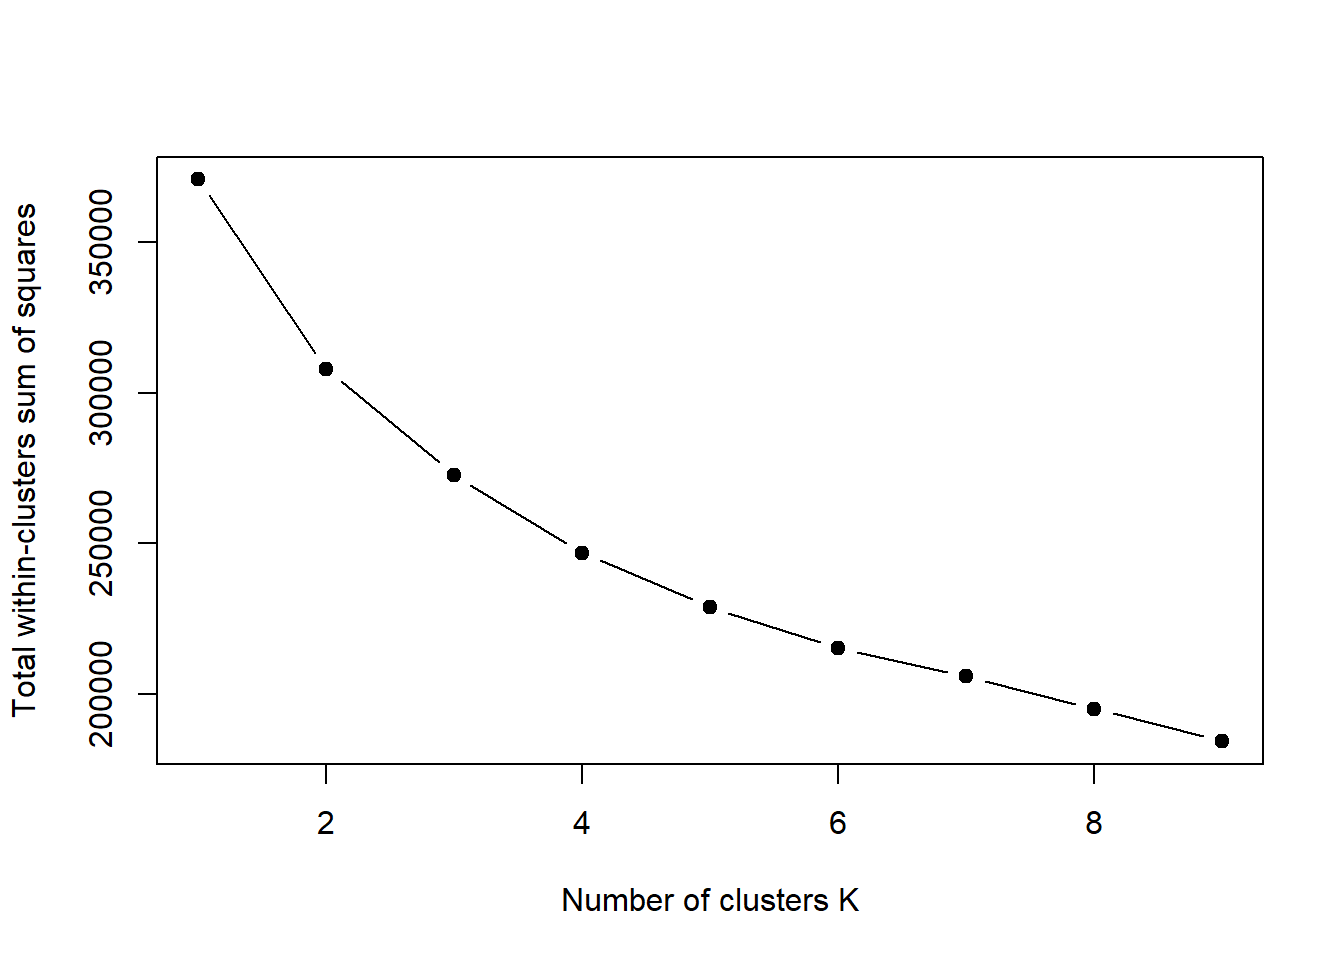 Total within-clusters sum of squares
350000
300000
250000
200000
2 4 6 8
Number of clusters K